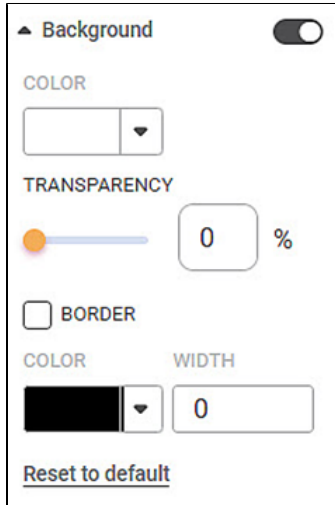 Background
COLOR
TRANSPARENCY
0 %
BORDER
COLOR WIDTH
0
Reset to default